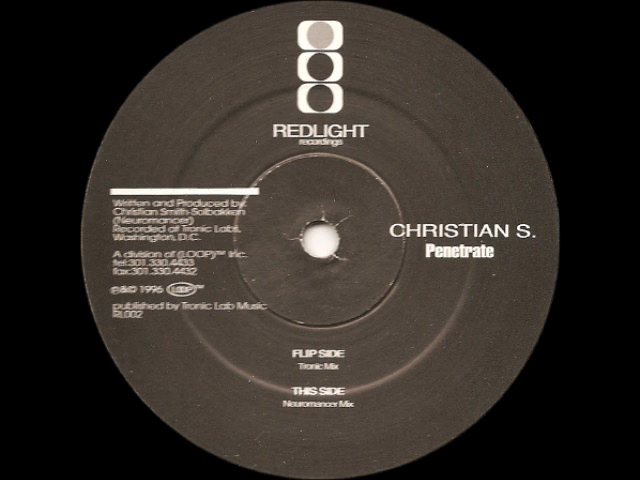 REDLIGHT
recordings
Written and Produced by:
Christian Smith-Solbakken
(Neuromancer)
Recorded at Tronic Labs,
Washington, D.C.
A division of (LOOP)™ Inc.
tel:301.330.4433
fax:301.330.4432
℗&© 1996 LOOP™
published by Tronic Lab Music
RL002
CHRISTIAN S.
Penetrate
FLIP SIDE
Tronic Mix
THIS SIDE
Neuromancer Mix